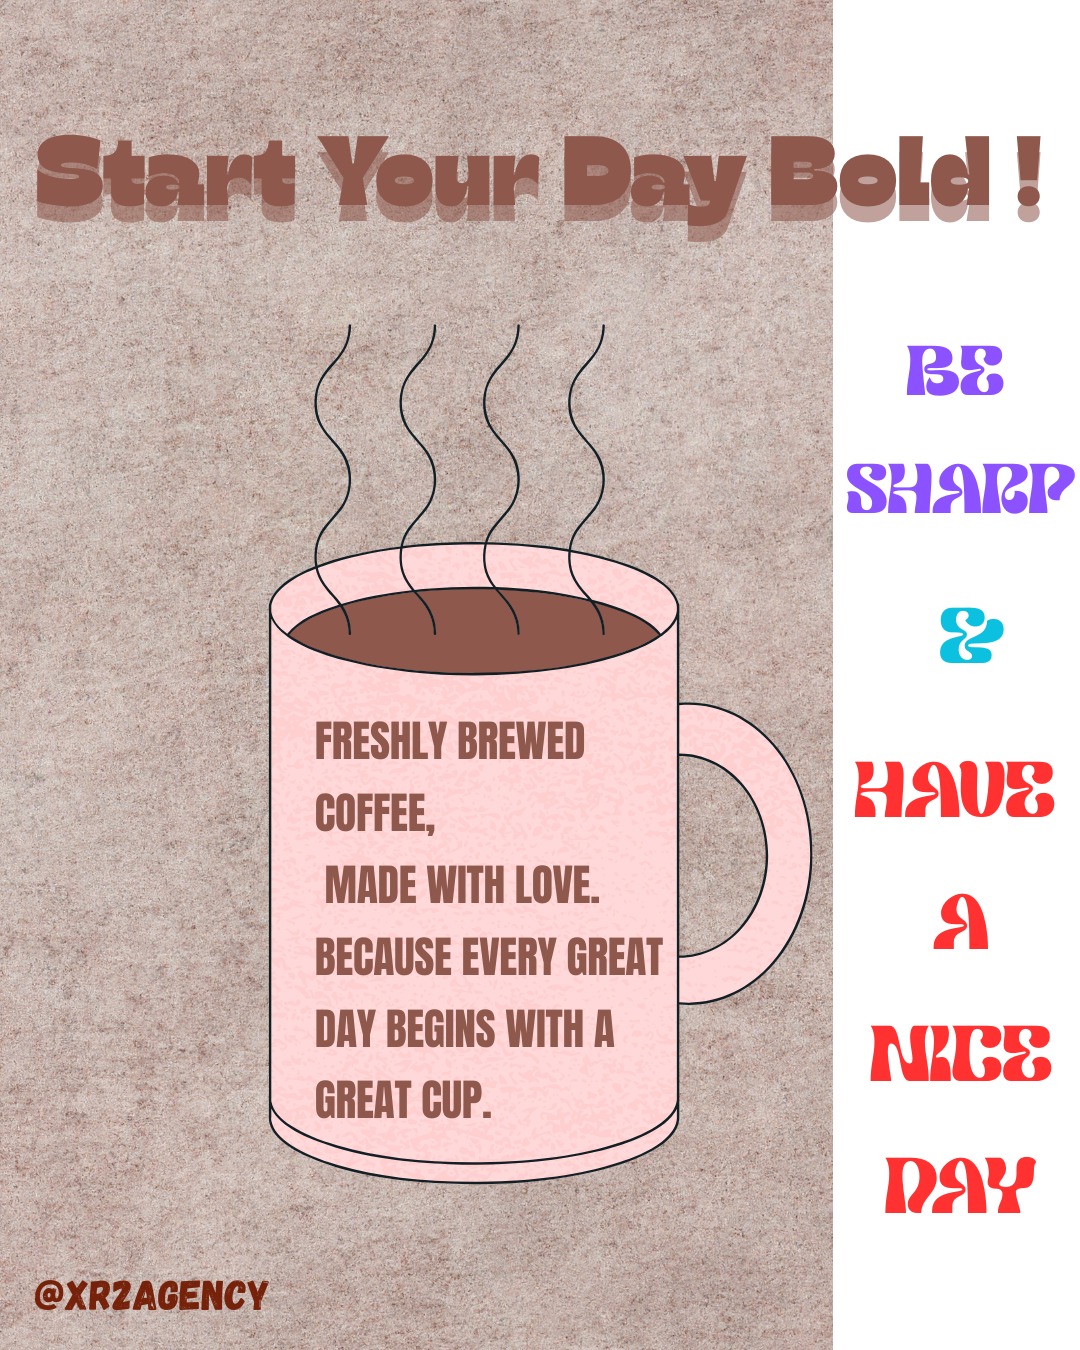 Start Your Day Bold !
FRESHLY BREWED
COFFEE,
MADE WITH LOVE.
BECAUSE EVERY GREAT
DAY BEGINS WITH A
GREAT CUP.
BE
SHARP
&
HAVE
A
NICE
DAY
@XR2AGENCY